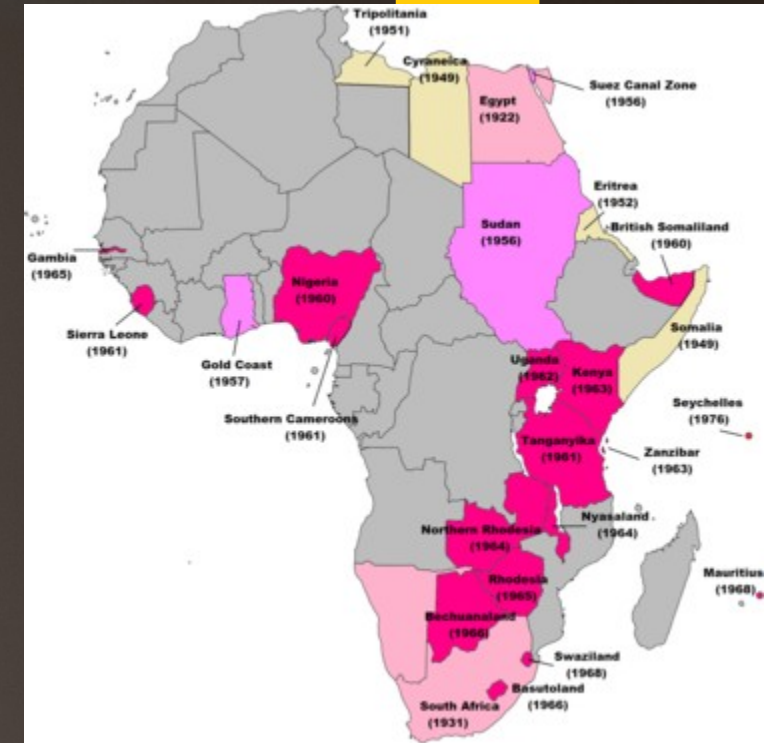 Tripolitania
(1951)
Cyraneica
(1949)
Egypt
(1922)
Suez Canal Zone
(1956)
Eritrea
(1952)
Sudan
(1956)
British Somaliland
(1960)
Gambia
(1965)
Nigeria
(1960)
Sierra Leone
(1961)
Gold Coast
(1957)
Somalia
(1949)
Southern Cameroons
(1961)
Uganda
(1962)
Kenya
(1963)
Seychelles
(1976)
Tanganyika
(1961)
Zanzibar
(1963)
Nyasaland
(1964)
Northern Rhodesia
(1964)
Rhodesia
(1965)
Mauritius
(1968)
Bechuanaland
(1966)
Swaziland
(1968)
Basutoland
(1966)
South Africa
(1931)